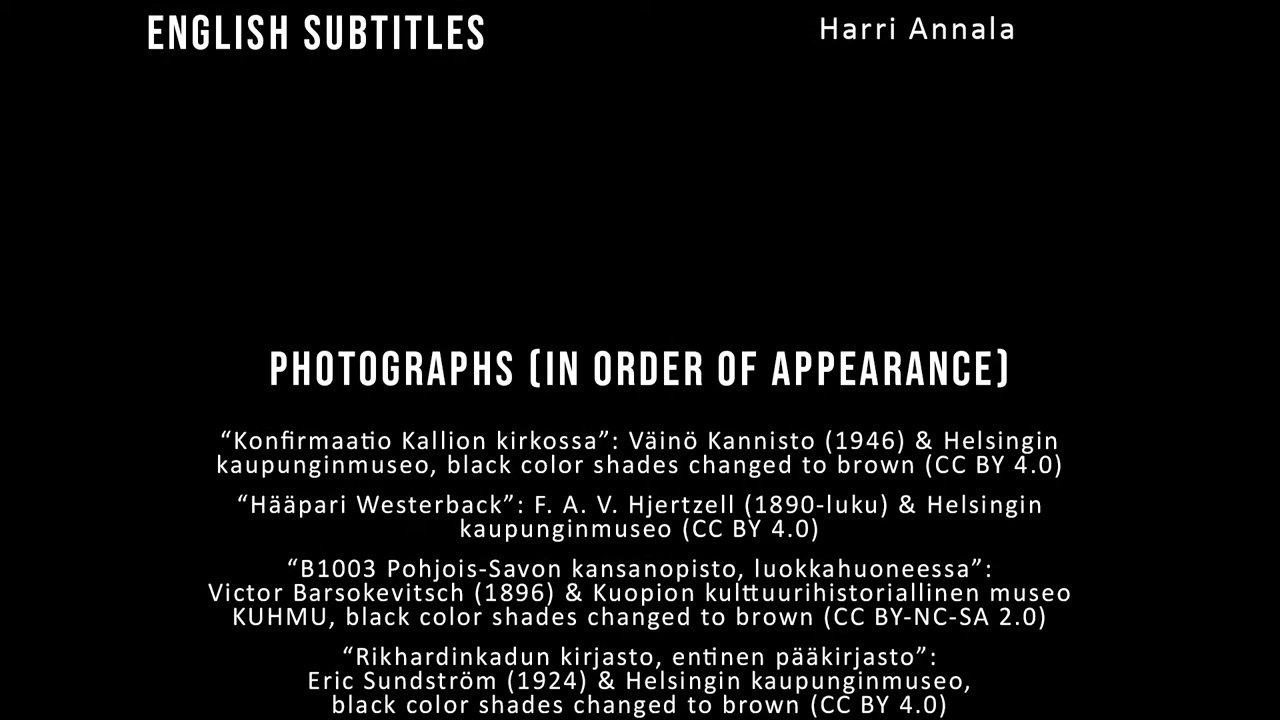 ENGLISH SUBTITLES Harri Annala
PHOTOGRAPHS (IN ORDER OF APPEARANCE)
“Konfirmaatio Kallion kirkossa”: Väinö Kannisto (1946) & Helsingin
kaupunginmuseo, black color shades changed to brown (CC BY 4.0)
“Hääpari Westerback”: F. A. V. Hjertzell (1890-luku) & Helsingin
kaupunginmuseo (CC BY 4.0)
“B1003 Pohjois-Savon kansanopisto, luokkahuoneessa”:
Victor Barsokevitsch (1896) & Kuopion kulttuurihistoriallinen museo
KUHMU, black color shades changed to brown (CC BY-NC-SA 2.0)
“Rikhardinkadun kirjasto, entinen pääkirjasto”:
Eric Sundström (1924) & Helsingin kaupunginmuseo,
black color shades changed to brown (CC BY 4.0)